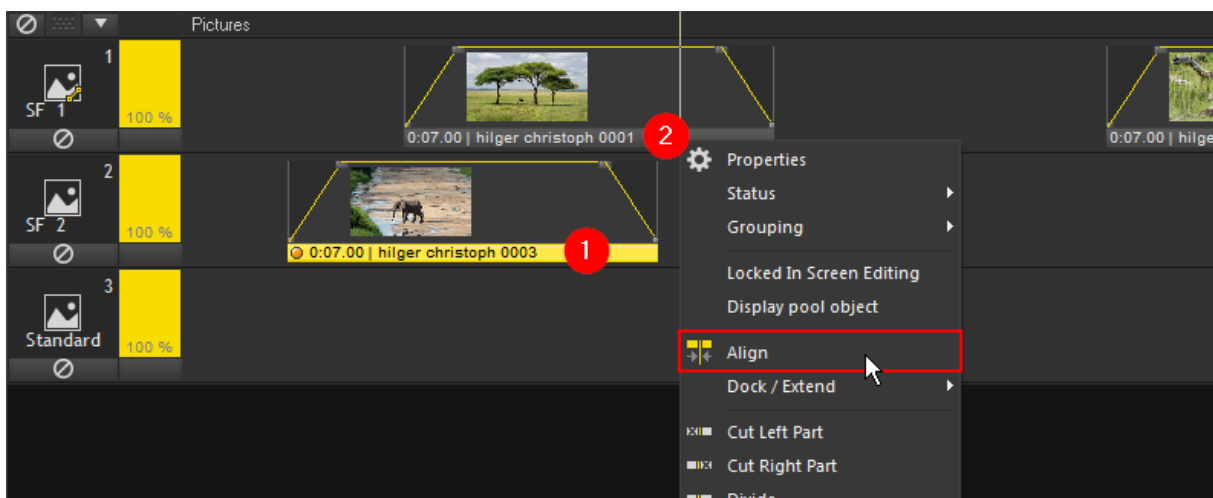 Pictures
1
SF 1
100 %
0:07.00 | hilger christoph 0001
2
0:07.00 | hilge
Properties
Status
Grouping
2
SF 2
100 %
0:07.00 | hilger christoph 0003
1
Locked In Screen Editing
Display pool object
3
Standard
100 %
Align
Dock / Extend
Cut Left Part
Cut Right Part
Divide